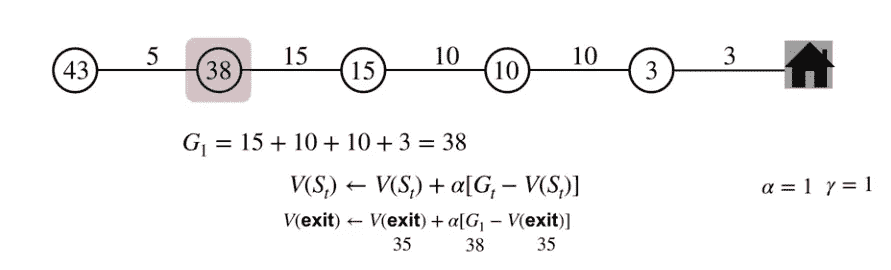 5 15 10 10 3
43 38 15 10 3
G₁ = 15 + 10 + 10 + 3 = 38
V(Sₜ) ← V(Sₜ) + α[Gₜ − V(Sₜ)]
α = 1 γ = 1
V(exit) ← V(exit) + α[G₁ − V(exit)]
35 38 35